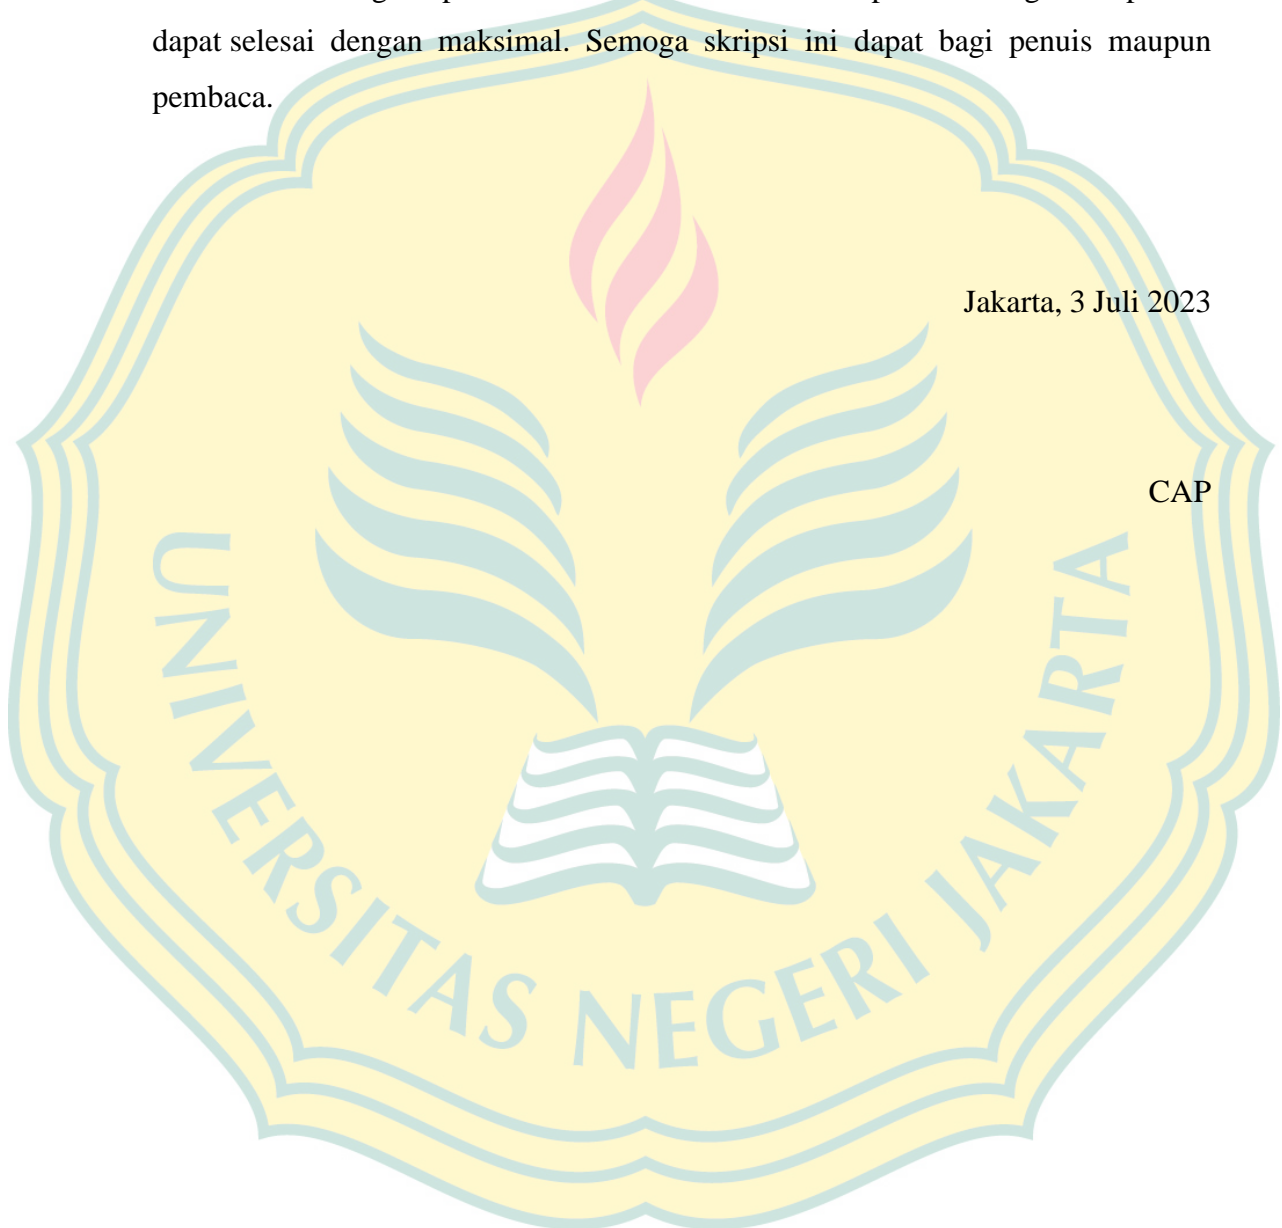 dapat selesai dengan maksimal. Semoga skripsi ini dapat bagi penuis maupun
pembaca.
Jakarta, 3 Juli 2023
CAP
UNIVERSITAS NEGERI JAKARTA